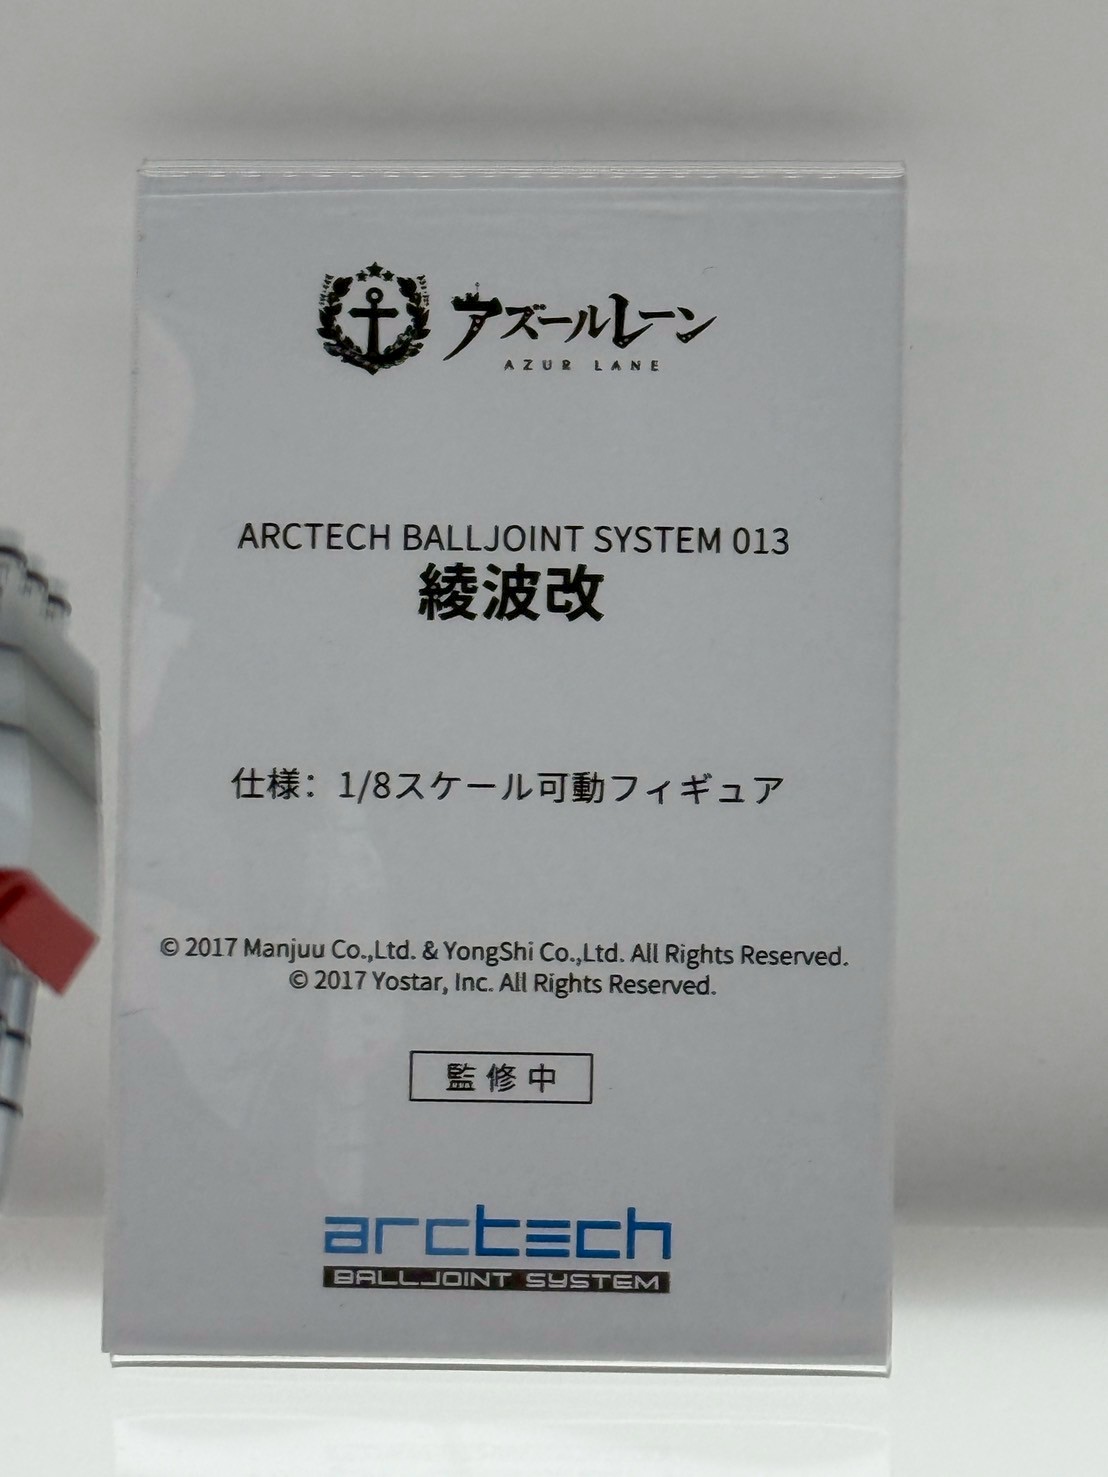 アズールレーン
AZUR LANE
ARCTECH BALLJOINT SYSTEM 013
綾波改
仕様：1/8スケール可動フィギュア
© 2017 Manjuu Co.,Ltd. & YongShi Co.,Ltd. All Rights Reserved.
© 2017 Yostar, Inc. All Rights Reserved.
監修中
arctech
BALLJOINT SYSTEM